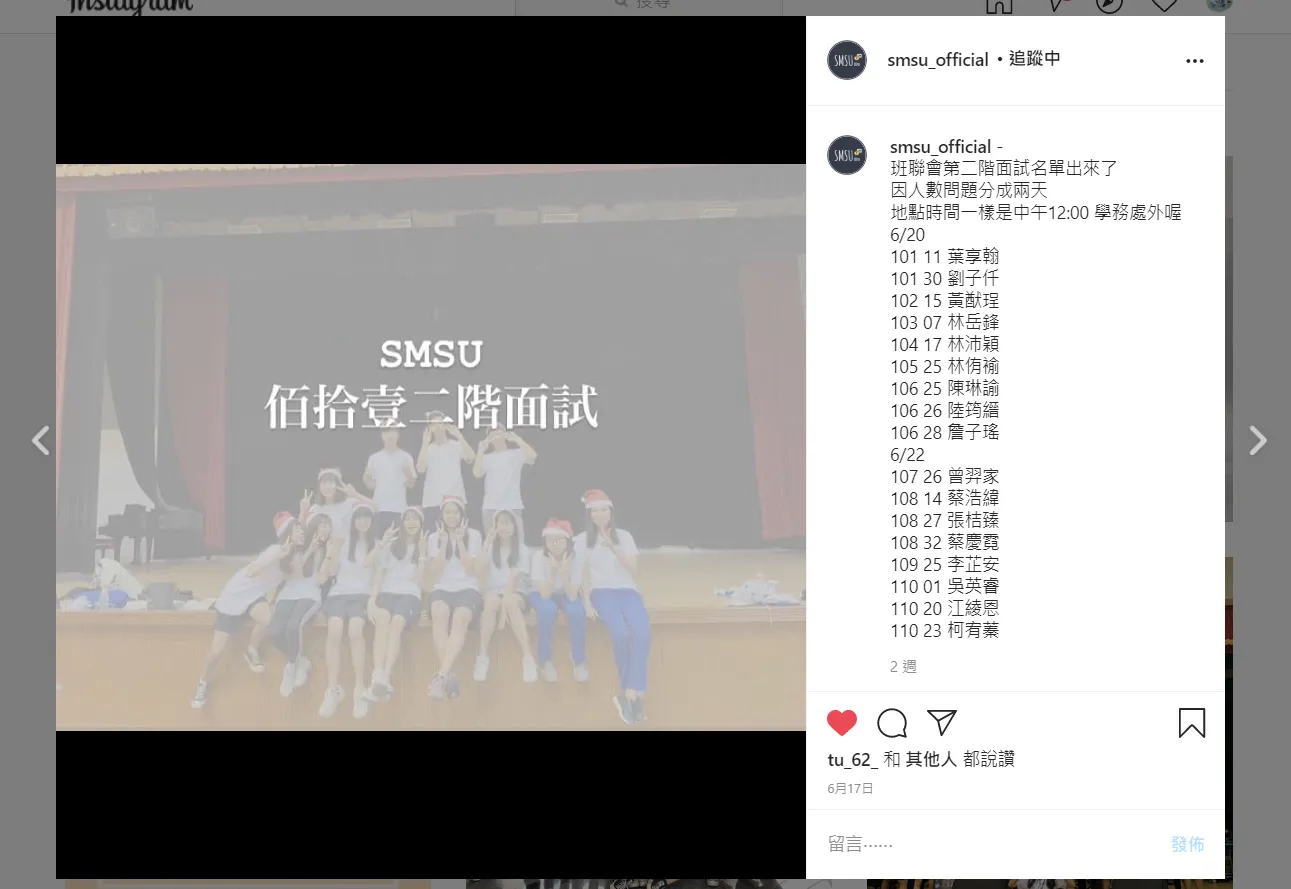 Instagram
搜尋
SMSU
佰拾壹二階面試
SMSU
smsu_official • 追蹤中
SMSU
smsu_official -
班聯會第二階面試名單出來了
因人數問題分成兩天
地點時間一樣是中午12:00 學務處外喔
6/20
101 11 葉享翰
101 30 劉子仟
102 15 黃猷珵
103 07 林岳鋒
104 17 林沛穎
105 25 林侑褕
106 25 陳琳諭
106 26 陸筠縉
106 28 詹子瑤
6/22
107 26 曾羿家
108 14 蔡浩緯
108 27 張桔臻
108 32 蔡慶霓
109 25 李芷安
110 01 吳英睿
110 20 江綾恩
110 23 柯宥蓁
2 週
tu_62_ 和 其他人 都說讚
6月17日
留言⋯⋯
發佈